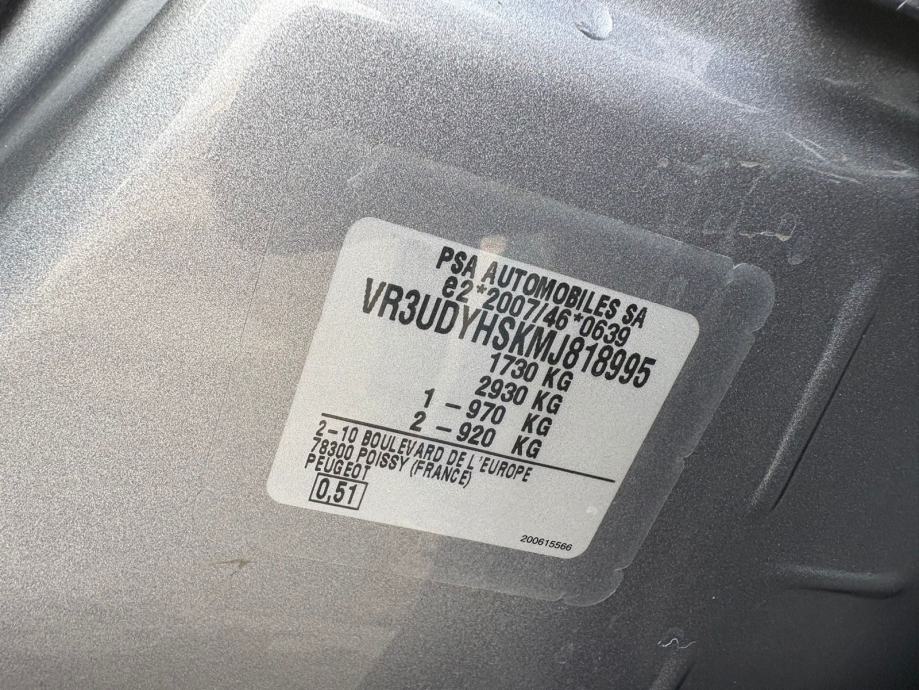 PSA AUTOMOBILES SA
e2*2007/46*0639
VR3UDYHSKMJ818995
1730 KG
2930 KG
1 – 970 KG
2 – 920 KG
2–10 BOULEVARD DE L'EUROPE
78300 POISSY (FRANCE)
PEUGEOT
0,51
200615566